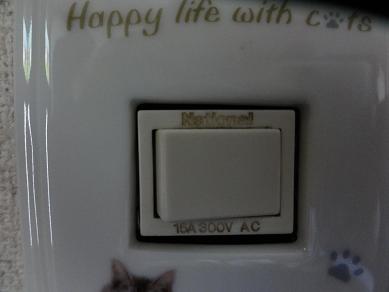 Happy life with cats
National
15A 300V AC